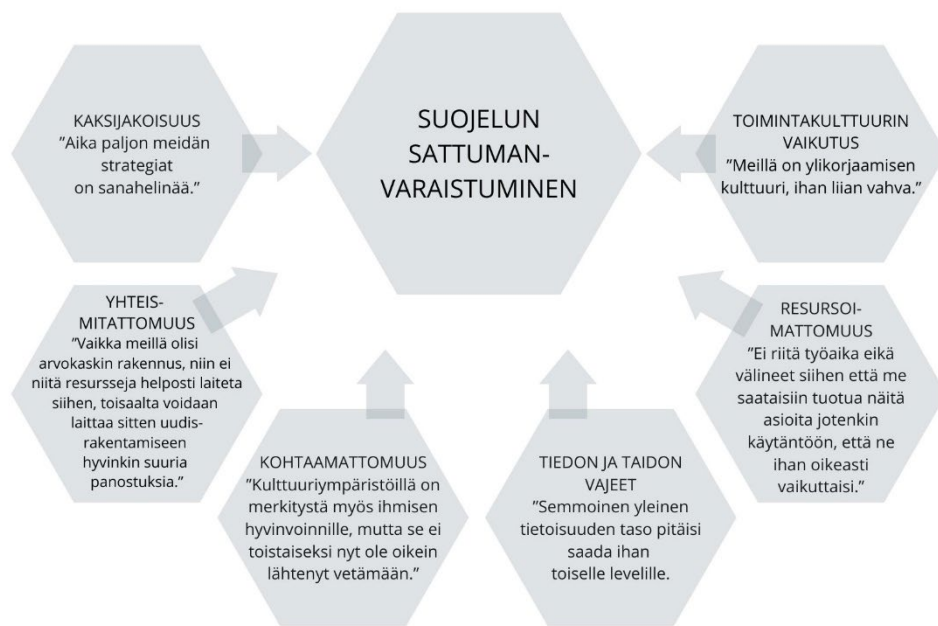 SUOJELUN
SATTUMAN-
VARAISTUMINEN
KAKSIJAKOISUUS
”Aika paljon meidän
strategiat
on sanahelinää.”
TOIMINTAKULTTUURIN
VAIKUTUS
”Meillä on ylikorjaamisen
kulttuuri, ihan liian vahva.”
YHTEIS-
MITATTOMUUS
”Vaikka meillä olisi
arvokaskin rakennus, niin ei
niitä resursseja helposti laiteta
siihen, toisaalta voidaan
laittaa sitten uudis-
rakentamiseen
hyvinkin suuria
panostuksia.”
RESURSOI-
MATTOMUUS
”Ei riitä työaika eikä
välineet siihen että me
saataisiin tuotua näitä
asioita jotenkin
käytäntöön, että ne
ihan oikeasti
vaikuttaisi.”
KOHTAAMATTOMUUS
”Kulttuuriympäristöillä on
merkitystä myös ihmisen
hyvinvoinnille, mutta se ei
toistaiseksi nyt ole oikein
lähtenyt vetämään.”
TIEDON JA TAIDON
VAJEET
”Semmoinen yleinen
tietoisuuden taso pitäisi
saada ihan
toiselle levelille.